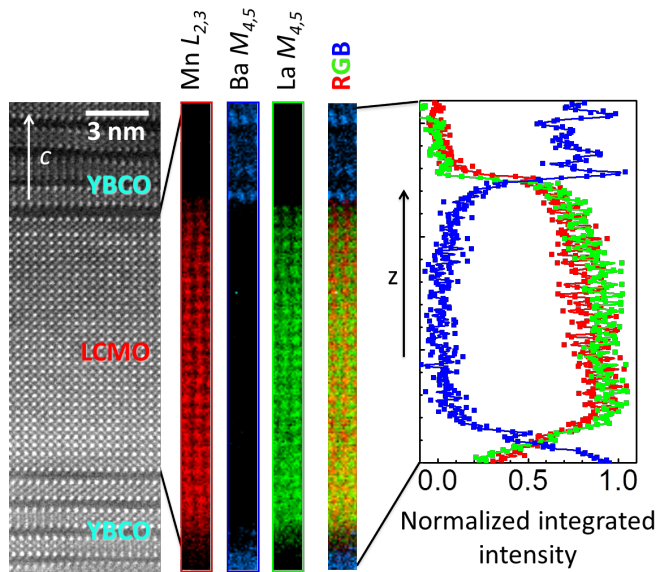 Mn L2,3
Ba M4,5
La M4,5
RGB
3 nm
c
YBCO
LCMO
YBCO
z
0.0 0.5 1.0
Normalized integrated
intensity